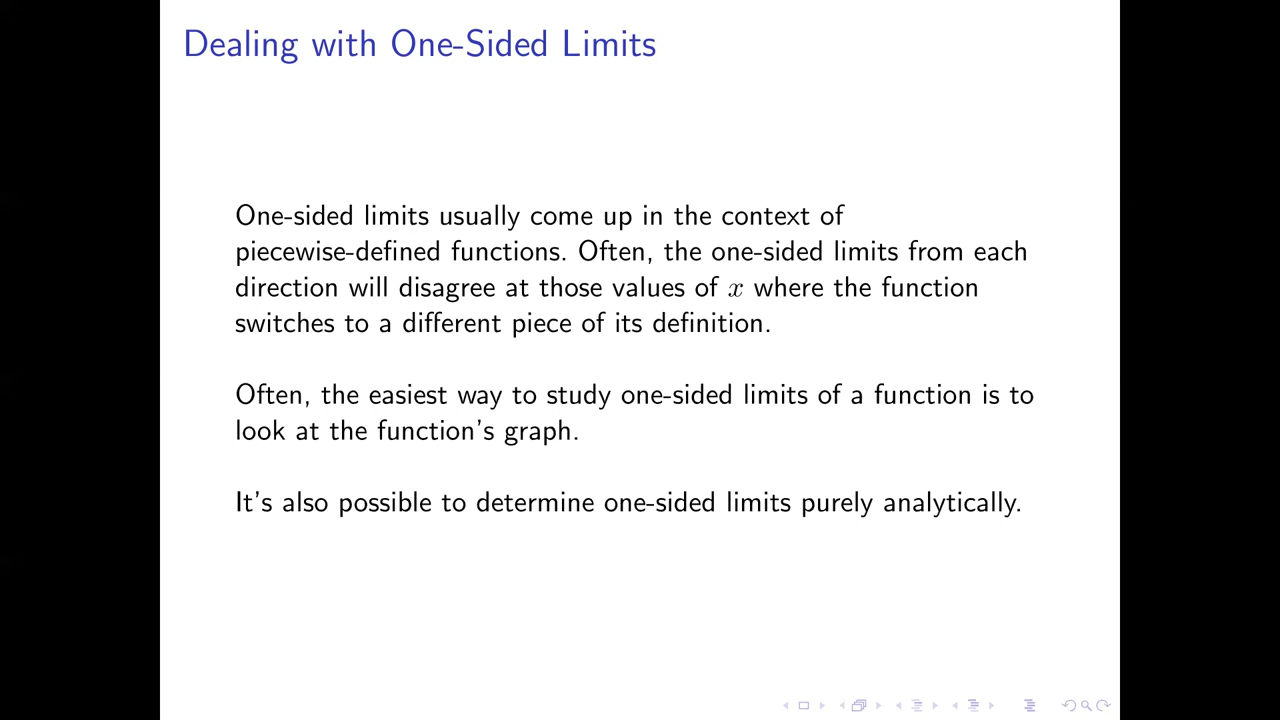 Dealing with One-Sided Limits
One-sided limits usually come up in the context of
piecewise-defined functions. Often, the one-sided limits from each
direction will disagree at those values of x where the function
switches to a different piece of its definition.
Often, the easiest way to study one-sided limits of a function is to
look at the function's graph.
It's also possible to determine one-sided limits purely analytically.